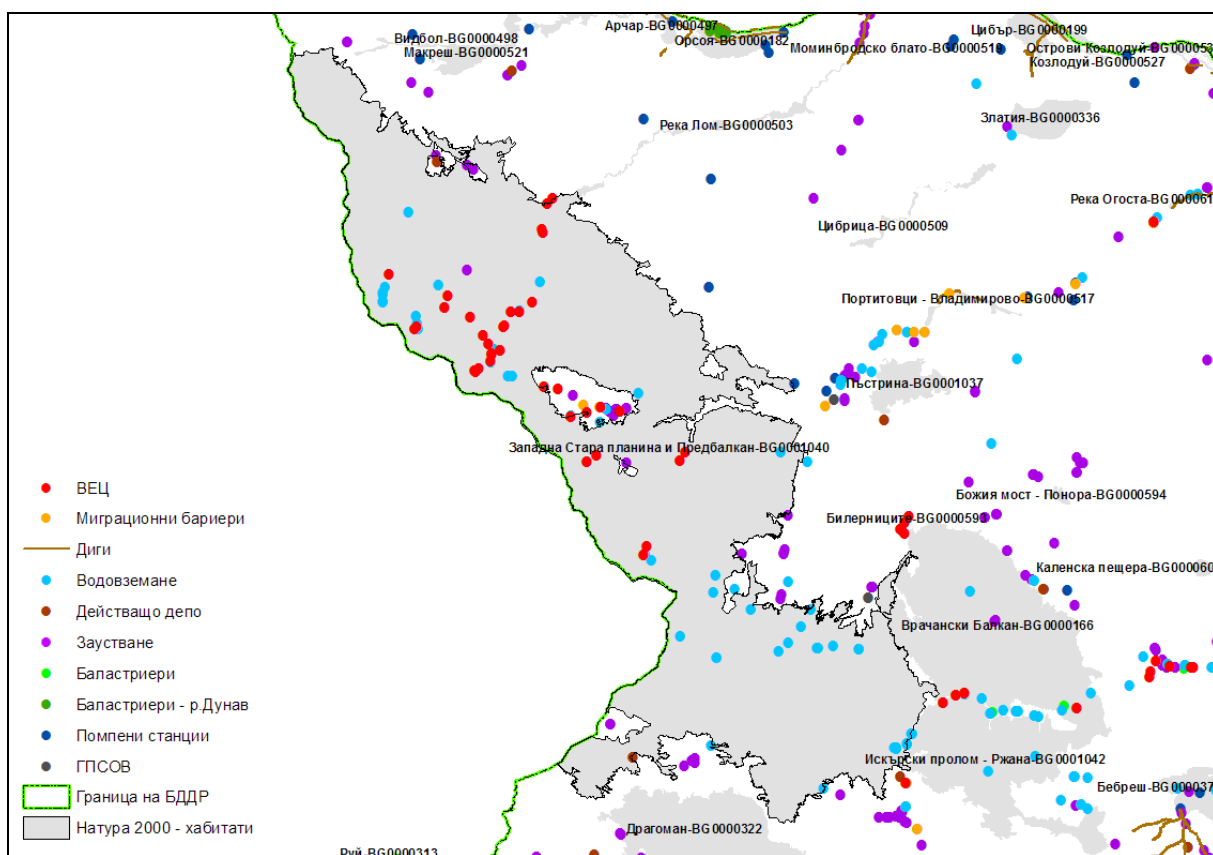 Арчар-BG0000497
Цибър-BG0000199
Видбол-BG0000498
Орсоя-BG0000182
Макреш-BG0000521
Моминбродско блато-BG0000519
Острови Козлодуй-BG000053
Козлодуй-BG0000527
Златия-BG0000336
Река Лом-BG0000503
Река Огоста-BG000061
Цибрица-BG0000509
Портитовци - Владимирово-BG0000517
Пъстрина-BG0001037
Западна Стара планина и Предбалкан-BG0001040
ВЕЦ
Божия мост - Понора-BG0000594
Миграционни бариери
Билерниците-BG0000593
Диги
Каленска пещера-BG000060
Водовземане
Действащо депо
Врачански Балкан-BG0000166
Заустване
Баластриери
Баластриери - р.Дунав
Помпени станции
Искърски пролом - Ржана-BG0001042
ГПСОВ
Бебреш-BG000037
Граница на БДДР
Натура 2000 - хабитати
Драгоман-BG0000322
Руй-BG0000313